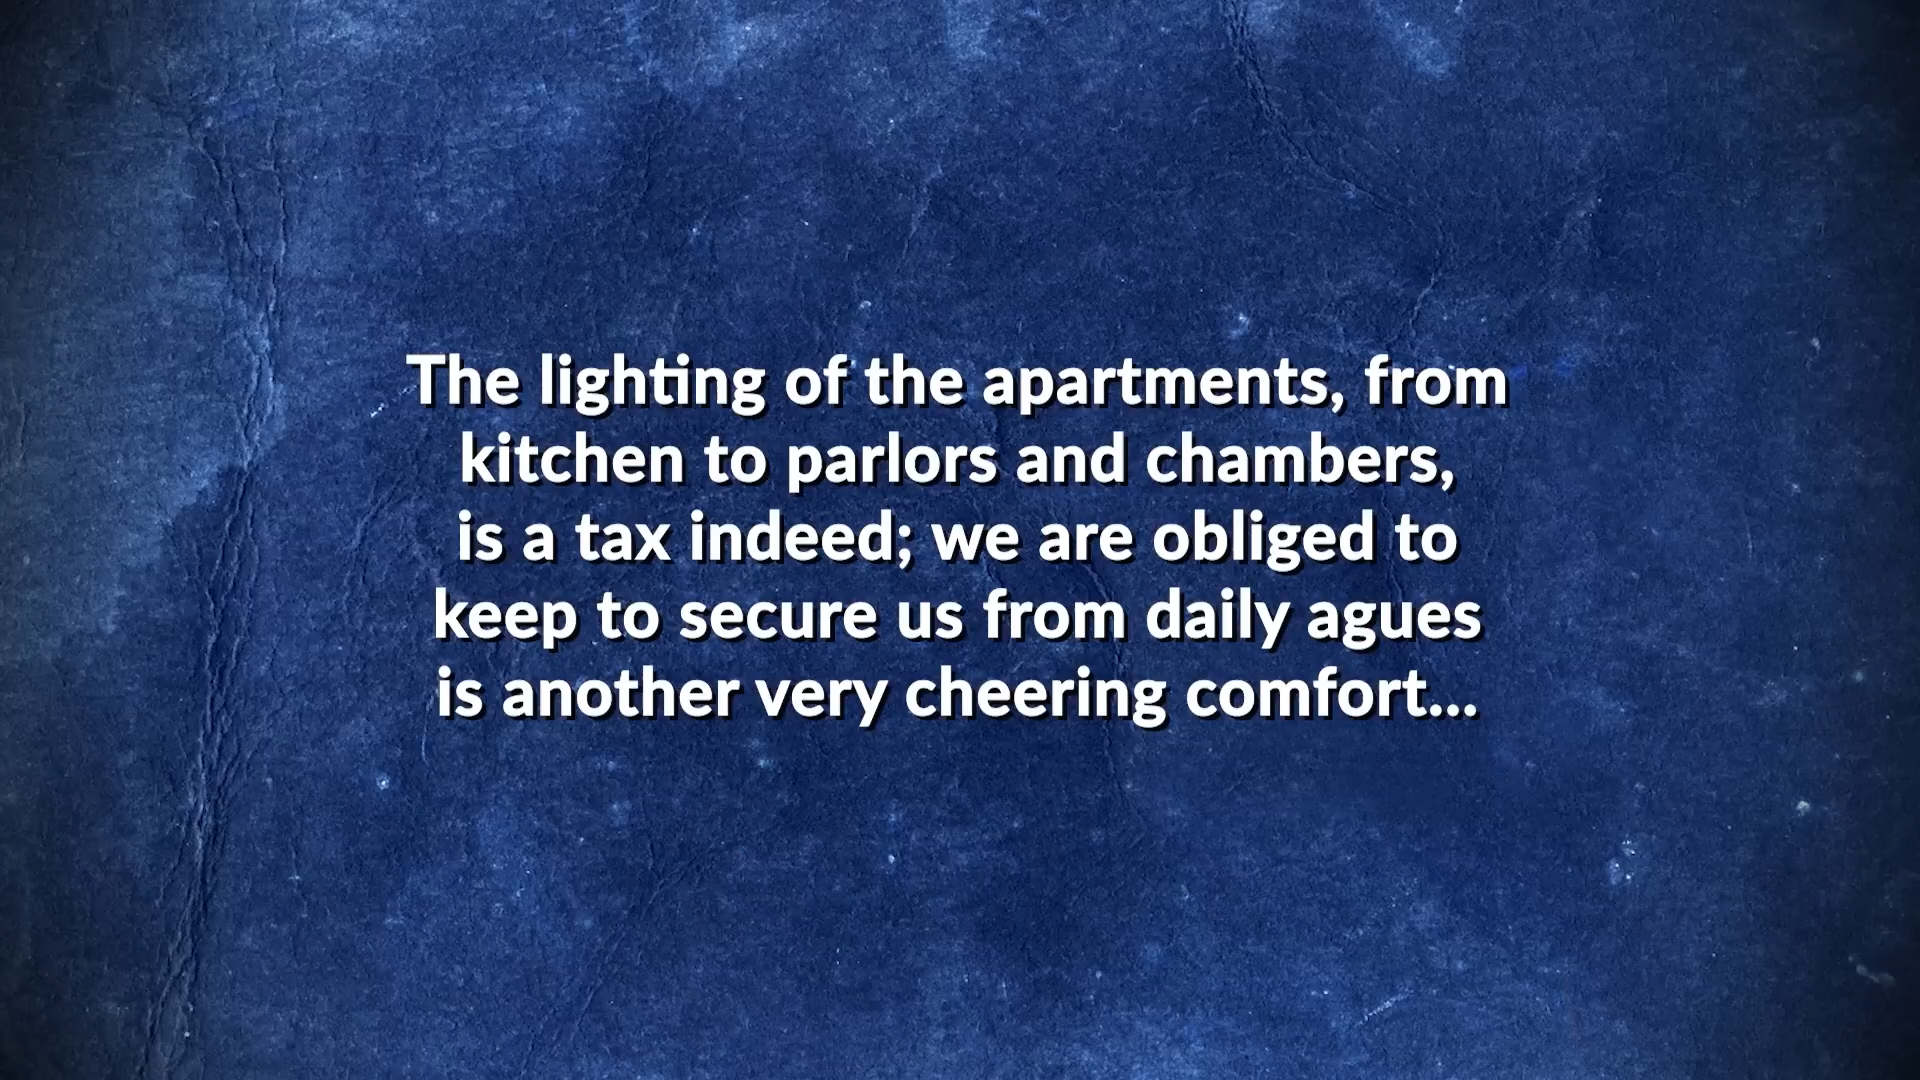 The lighting of the apartments, from
kitchen to parlors and chambers,
is a tax indeed; we are obliged to
keep to secure us from daily agues
is another very cheering comfort...